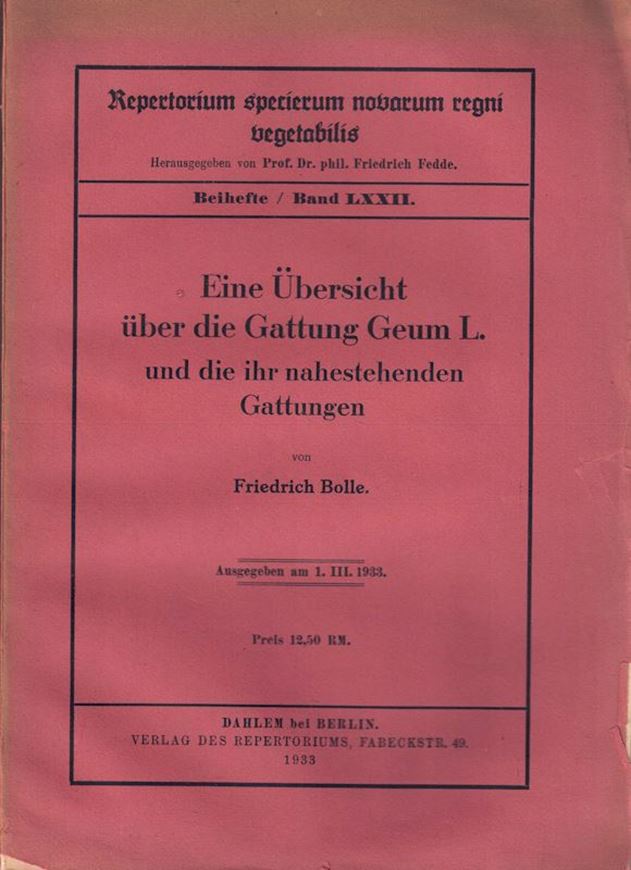 Repertorium specierum novarum regni
vegetabilis
Herausgegeben von Prof. Dr. phil. Friedrich Fedde.
Beihefte / Band LXXII.
Eine Übersicht
über die Gattung Geum L.
und die ihr nahestehenden
Gattungen
von
Friedrich Bolle.
Ausgegeben am 1. III. 1933.
Preis 12,50 RM.
DAHLEM bei BERLIN.
VERLAG DES REPERTORIUMS, FABECKSTR. 49.
1933